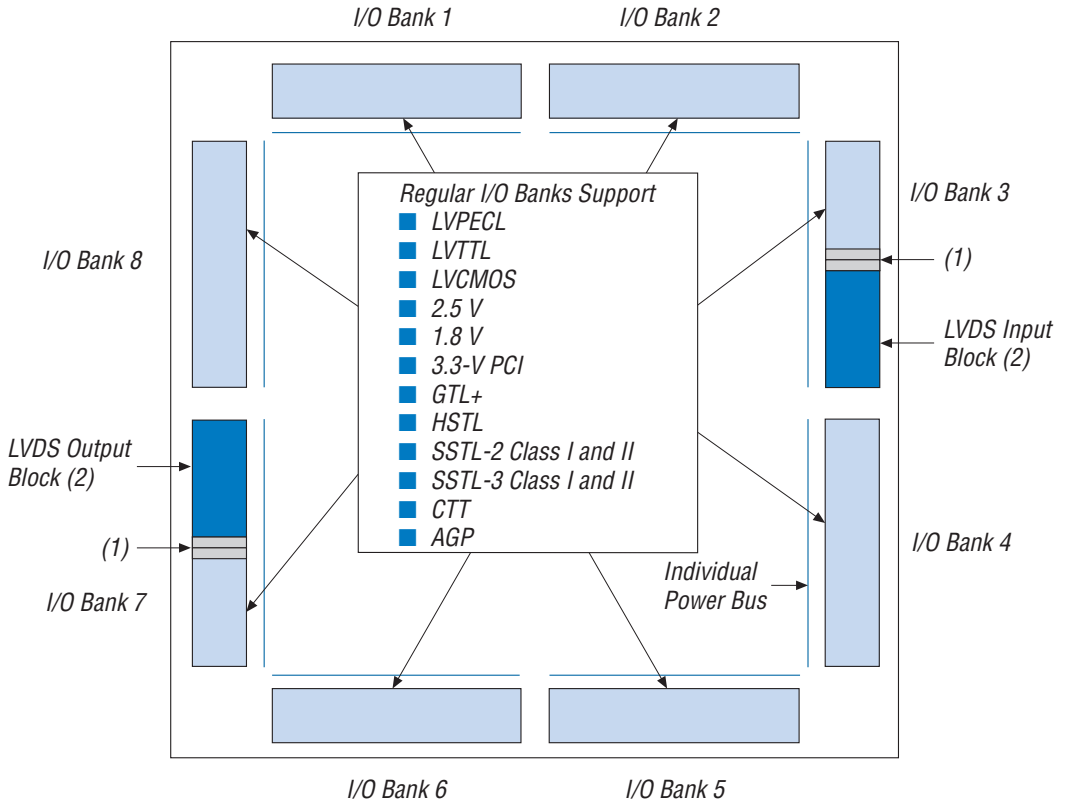 I/O Bank 1
I/O Bank 2
Regular I/O Banks Support
LVPECL
LVTTL
LVCMOS
2.5 V
1.8 V
3.3-V PCI
GTL+
HSTL
SSTL-2 Class I and II
SSTL-3 Class I and II
CTT
AGP
I/O Bank 8
I/O Bank 3
(1)
LVDS Input
Block (2)
LVDS Output
Block (2)
(1)
I/O Bank 7
I/O Bank 4
Individual
Power Bus
I/O Bank 6
I/O Bank 5